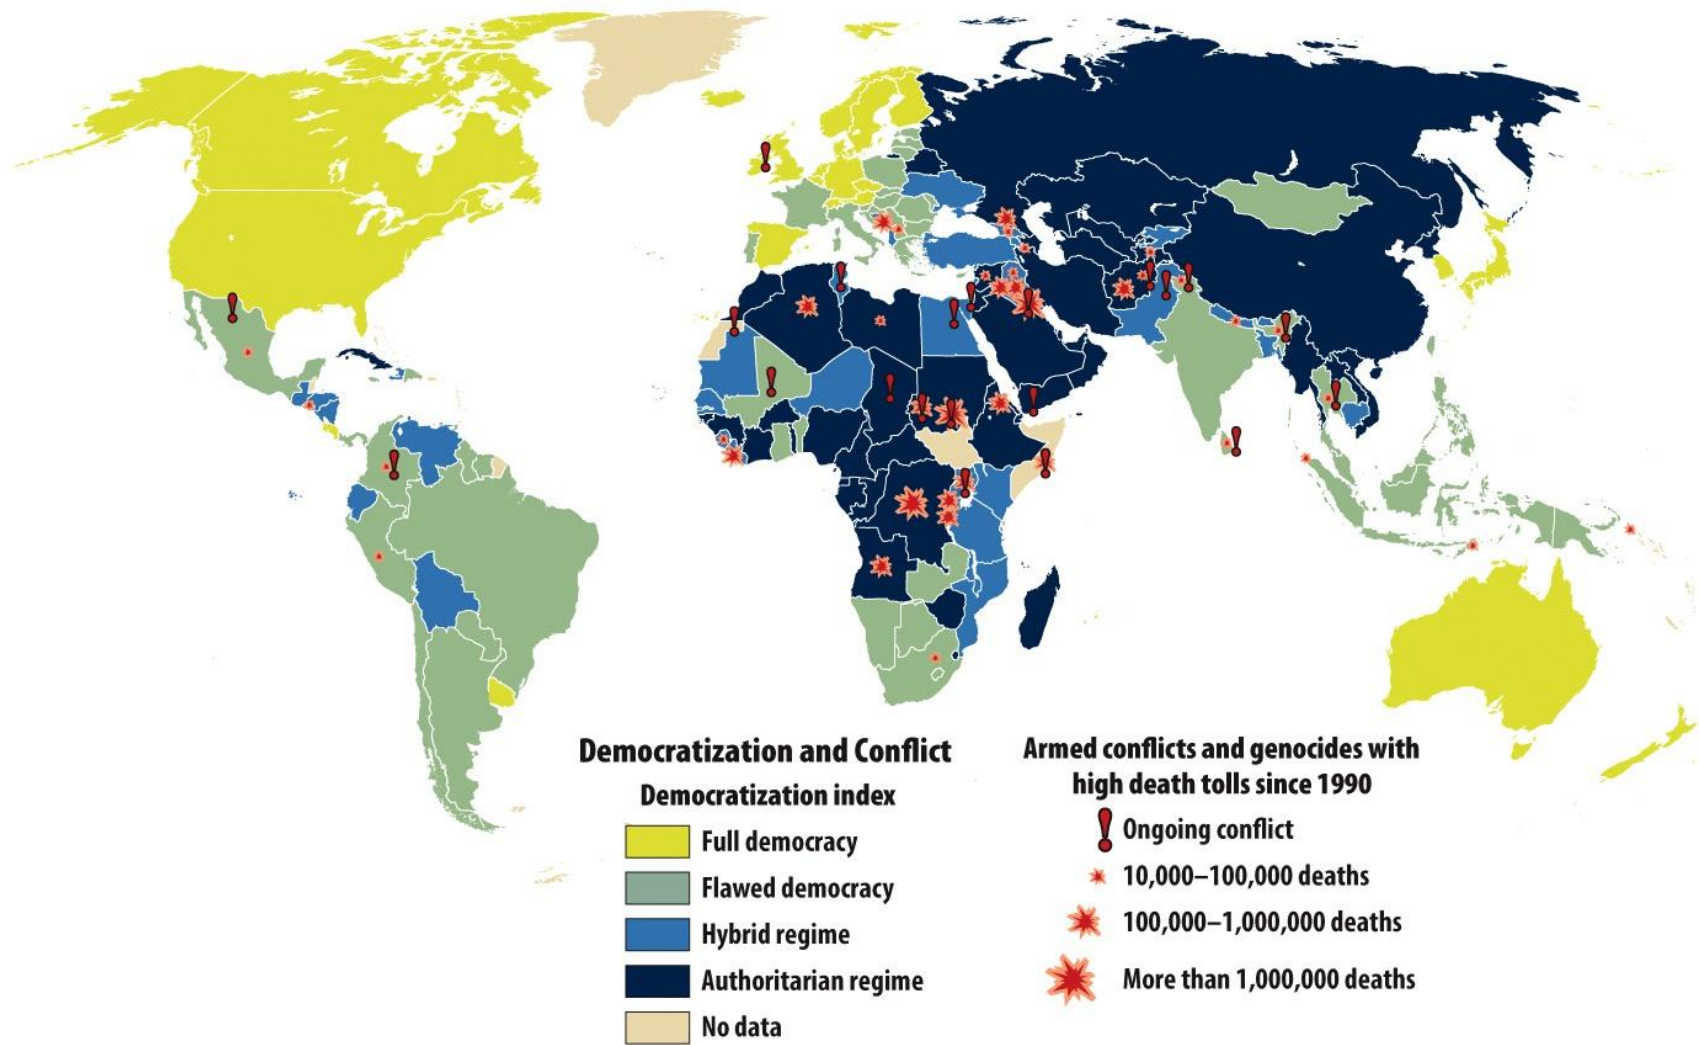 Democratization and Conflict
Democratization index
Full democracy
Flawed democracy
Hybrid regime
Authoritarian regime
No data
Armed conflicts and genocides with
high death tolls since 1990
Ongoing conflict
10,000–100,000 deaths
100,000–1,000,000 deaths
More than 1,000,000 deaths